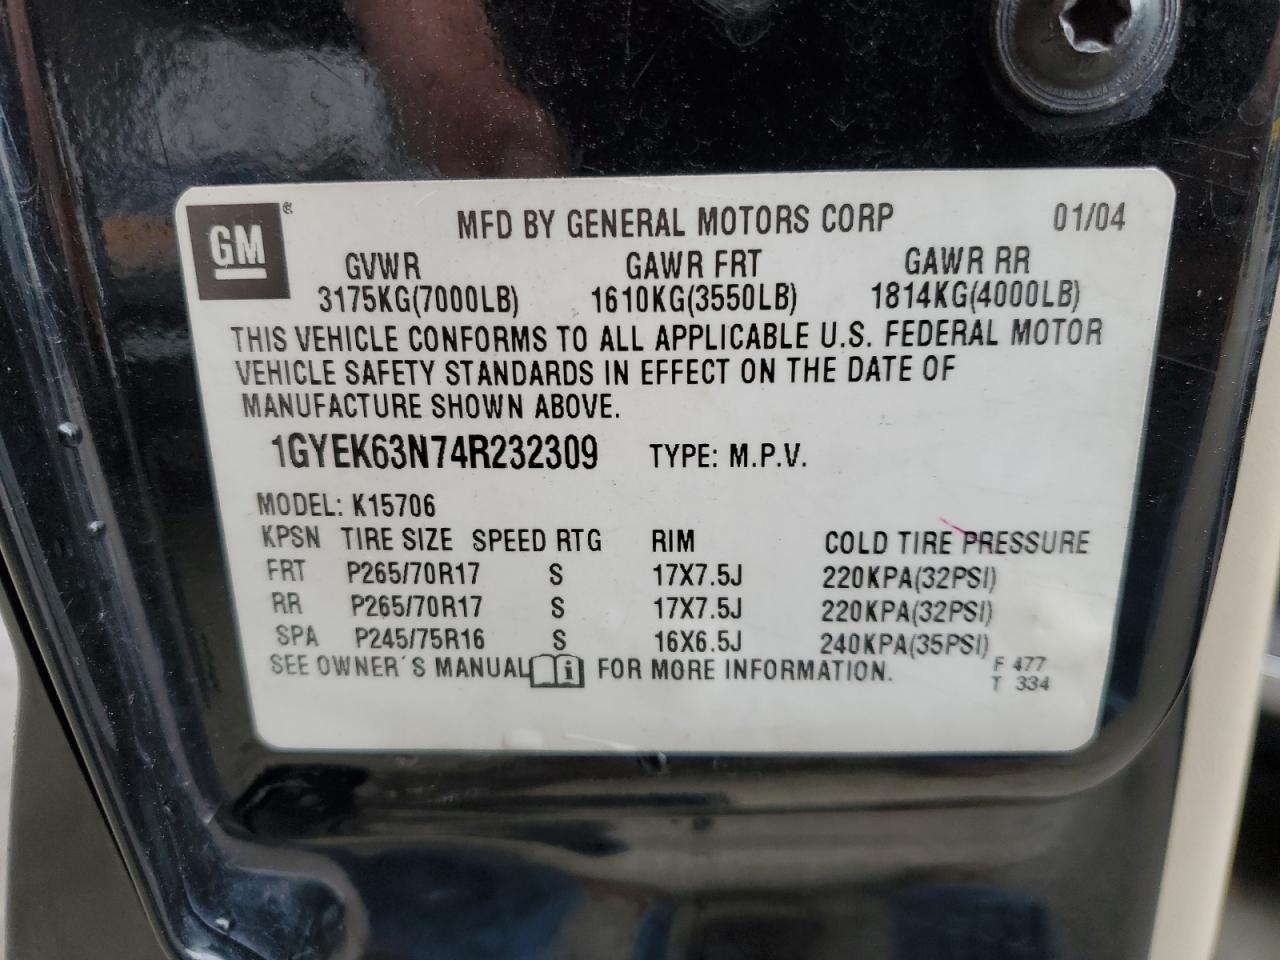 GM ®
MFD BY GENERAL MOTORS CORP 01/04
GVWR GAWR FRT GAWR RR
3175KG(7000LB) 1610KG(3550LB) 1814KG(4000LB)
THIS VEHICLE CONFORMS TO ALL APPLICABLE U.S. FEDERAL MOTOR
VEHICLE SAFETY STANDARDS IN EFFECT ON THE DATE OF
MANUFACTURE SHOWN ABOVE.
1GYEK63N74R232309 TYPE: M.P.V.
MODEL: K15706
KPSN TIRE SIZE SPEED RTG RIM COLD TIRE PRESSURE
FRT P265/70R17 S 17X7.5J 220KPA(32PSI)
RR P265/70R17 S 17X7.5J 220KPA(32PSI)
SPA P245/75R16 S 16X6.5J 240KPA(35PSI)
SEE OWNER´S MANUAL i FOR MORE INFORMATION.
F 477
T 334